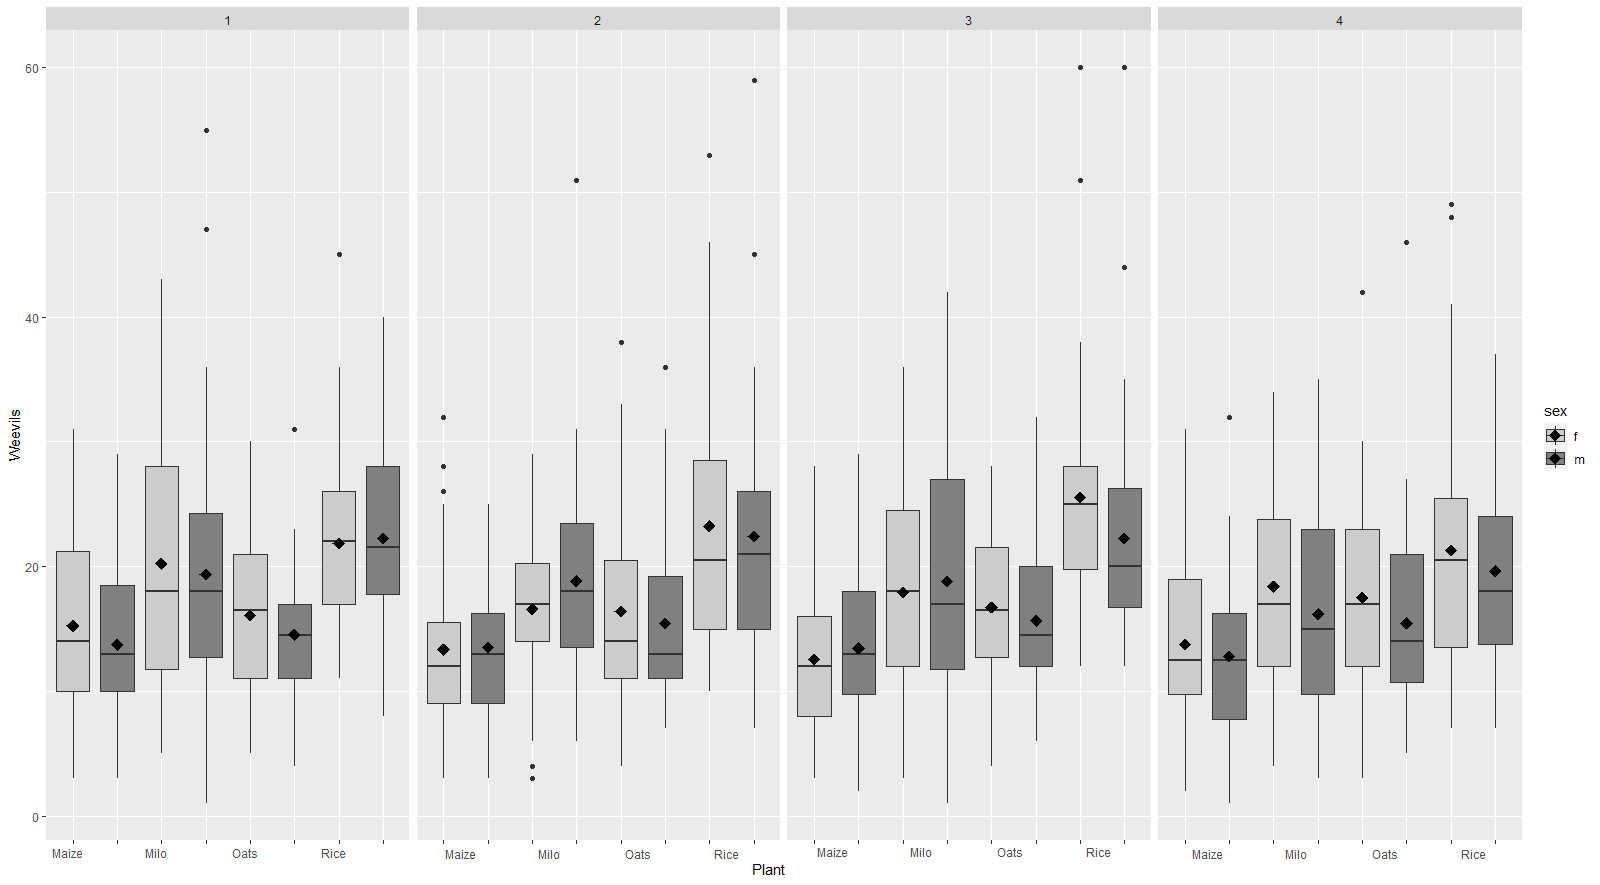 1 2 3 4
60
40
20
0
Weevils
Maize Milo Oats Rice Maize Milo Oats Rice Maize Milo Oats Rice Maize Milo Oats Rice
Plant
sex
f
m